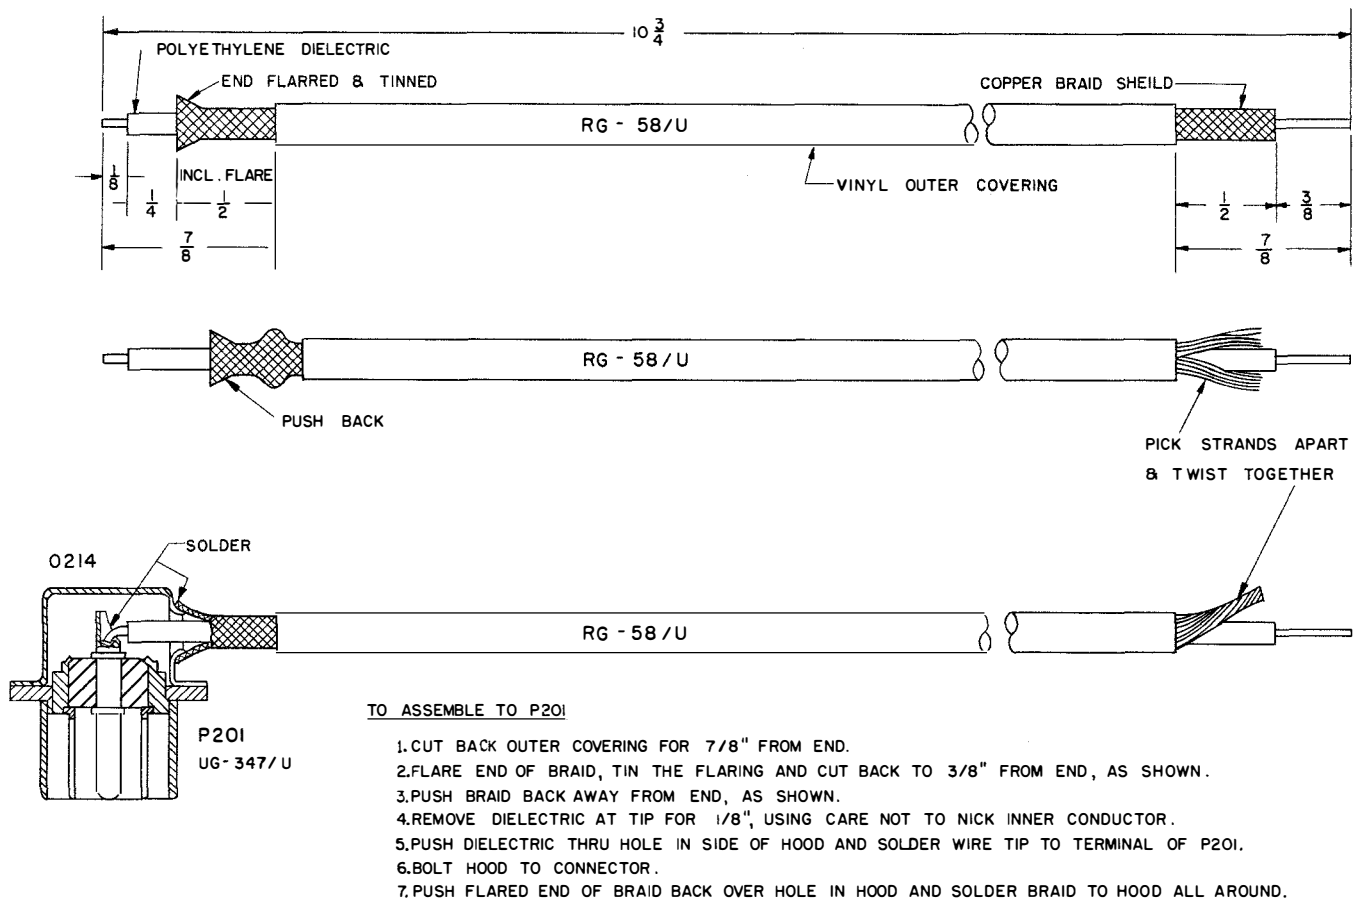 10 3/4
POLYETHYLENE DIELECTRIC
END FLARRED & TINNED
COPPER BRAID SHEILD
RG - 58/U
1/8
INCL. FLARE
1/4
1/2
VINYL OUTER COVERING
1/2
3/8
7/8
7/8
RG - 58/U
PUSH BACK
PICK STRANDS APART
& TWIST TOGETHER
SOLDER
O214
RG - 58/U
P201
UG-347/U
TO ASSEMBLE TO P201
1. CUT BACK OUTER COVERING FOR 7/8" FROM END.
2. FLARE END OF BRAID, TIN THE FLARING AND CUT BACK TO 3/8" FROM END, AS SHOWN.
3. PUSH BRAID BACK AWAY FROM END, AS SHOWN.
4. REMOVE DIELECTRIC AT TIP FOR 1/8", USING CARE NOT TO NICK INNER CONDUCTOR.
5. PUSH DIELECTRIC THRU HOLE IN SIDE OF HOOD AND SOLDER WIRE TIP TO TERMINAL OF P201.
6. BOLT HOOD TO CONNECTOR.
7. PUSH FLARED END OF BRAID BACK OVER HOLE IN HOOD AND SOLDER BRAID TO HOOD ALL AROUND.